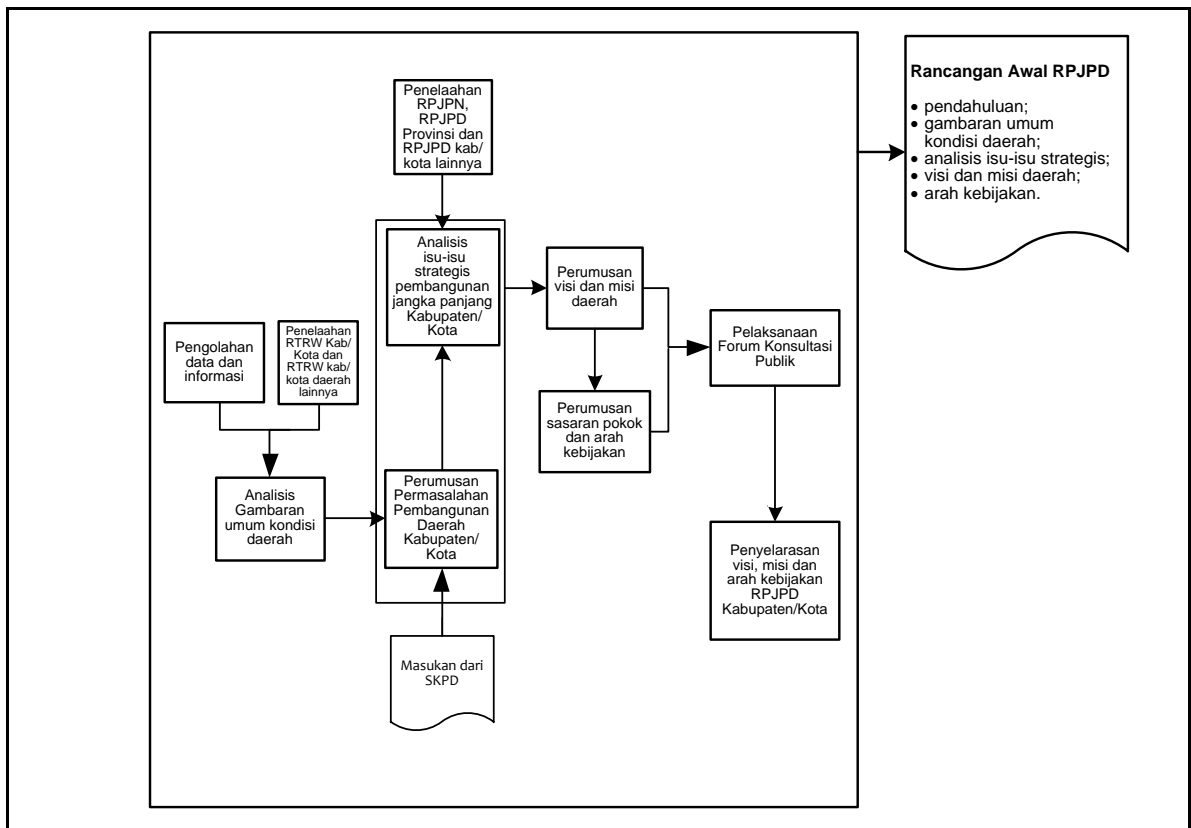 Penelaahan
RPJPN,
RPJPD
Provinsi dan
RPJPD kab/
kota lainnya
Rancangan Awal RPJPD
• pendahuluan;
• gambaran umum
kondisi daerah;
• analisis isu-isu strategis;
• visi dan misi daerah;
• arah kebijakan.
Analisis
isu-isu
strategis
pembangunan
jangka panjang
Kabupaten/
Kota
Perumusan
visi dan misi
daerah
Pengolahan
data dan
informasi
Penelaahan
RTRW Kab/
Kota dan
RTRW kab/
kota daerah
lainnya
Pelaksanaan
Forum Konsultasi
Publik
Perumusan
sasaran pokok
dan arah
kebijakan
Analisis
Gambaran
umum kondisi
daerah
Perumusan
Permasalahan
Pembangunan
Daerah
Kabupaten/
Kota
Penyelarasan
visi, misi dan
arah kebijakan
RPJPD
Kabupaten/Kota
Masukan dari
SKPD